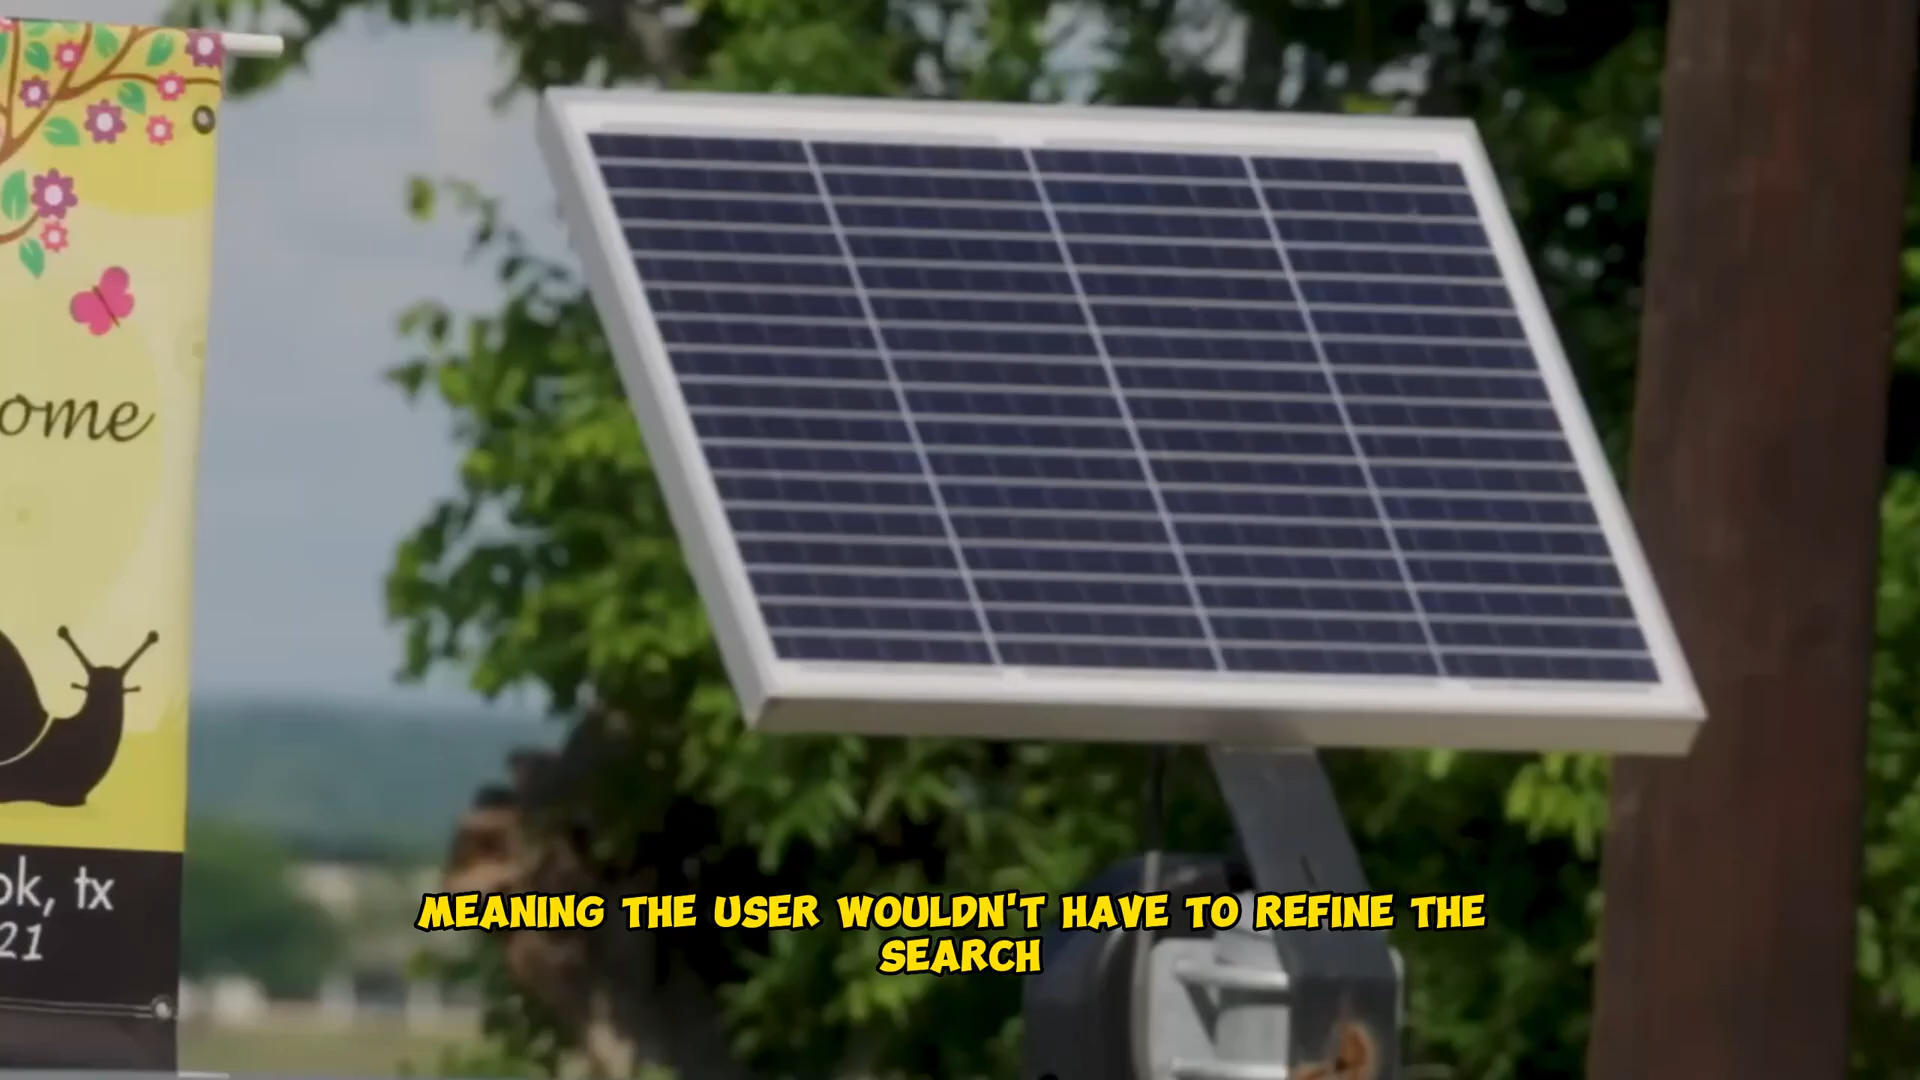 ome
ok, tx
21
MEANING THE USER WOULDN'T HAVE TO REFINE THE
SEARCH